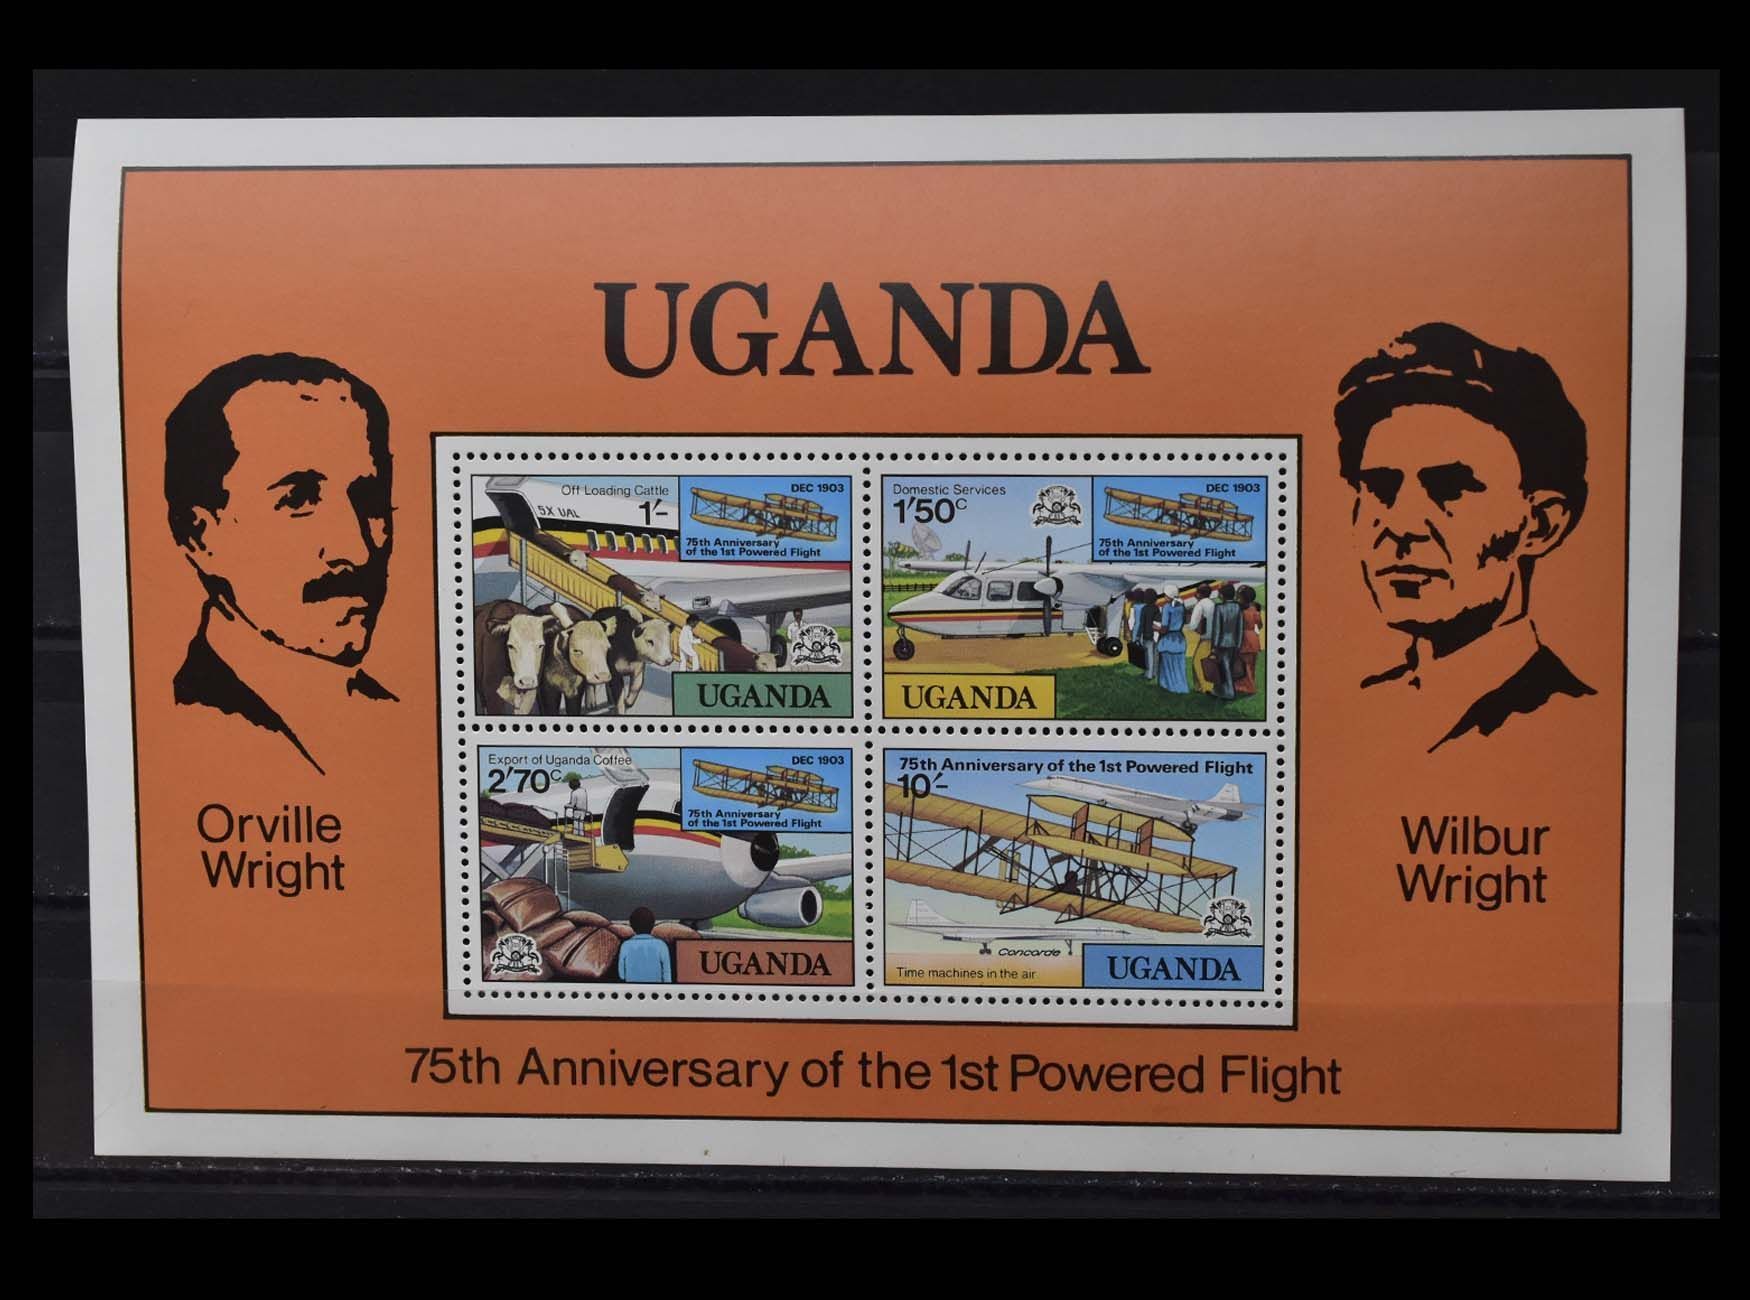 UGANDA
Off Loading Cattle
1'/-
5X UAL
DEC 1903
75th Anniversary
of the 1st Powered Flight
UGANDA
Domestic Services
1'50c
DEC 1903
75th Anniversary
of the 1st Powered Flight
UGANDA
Export of Uganda Coffee
2'70c
DEC 1903
75th Anniversary
of the 1st Powered Flight
UGANDA
75th Anniversary of the 1st Powered Flight
10'/-
Concorde
Time machines in the air
UGANDA
Orville
Wright
Wilbur
Wright
75th Anniversary of the 1st Powered Flight